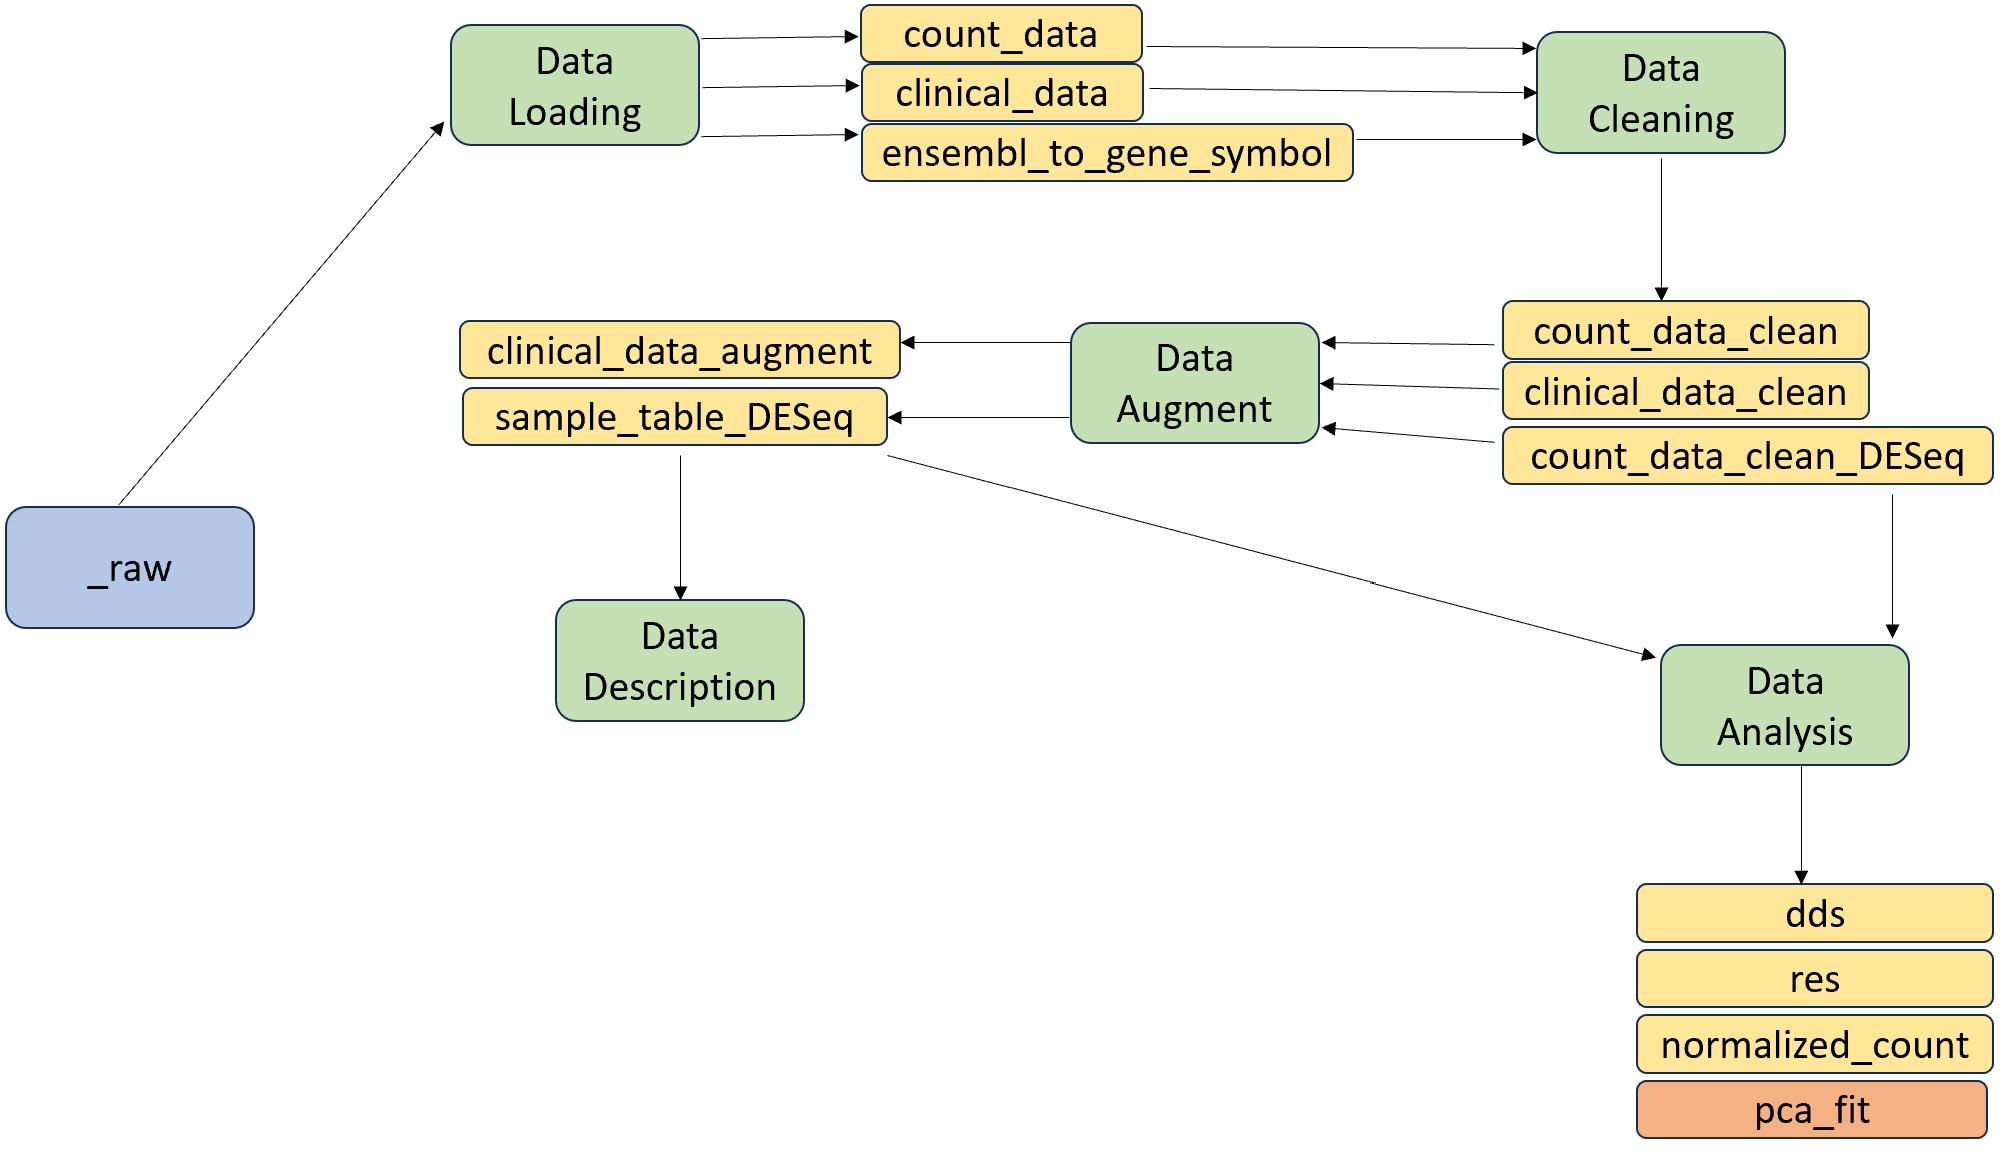 Data
Loading
count_data
clinical_data
ensembl_to_gene_symbol
Data
Cleaning
clinical_data_augment
sample_table_DESeq
Data
Augment
count_data_clean
clinical_data_clean
count_data_clean_DESeq
_raw
Data
Description
Data
Analysis
dds
res
normalized_count
pca_fit